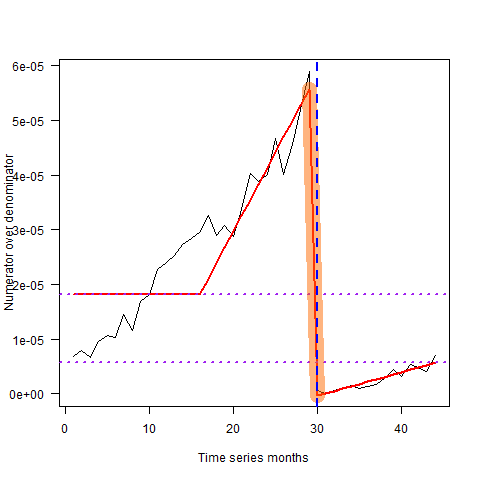 6e-05
5e-05
4e-05
3e-05
2e-05
1e-05
0e+00
Numerator over denominator
0
10
20
30
40
Time series months